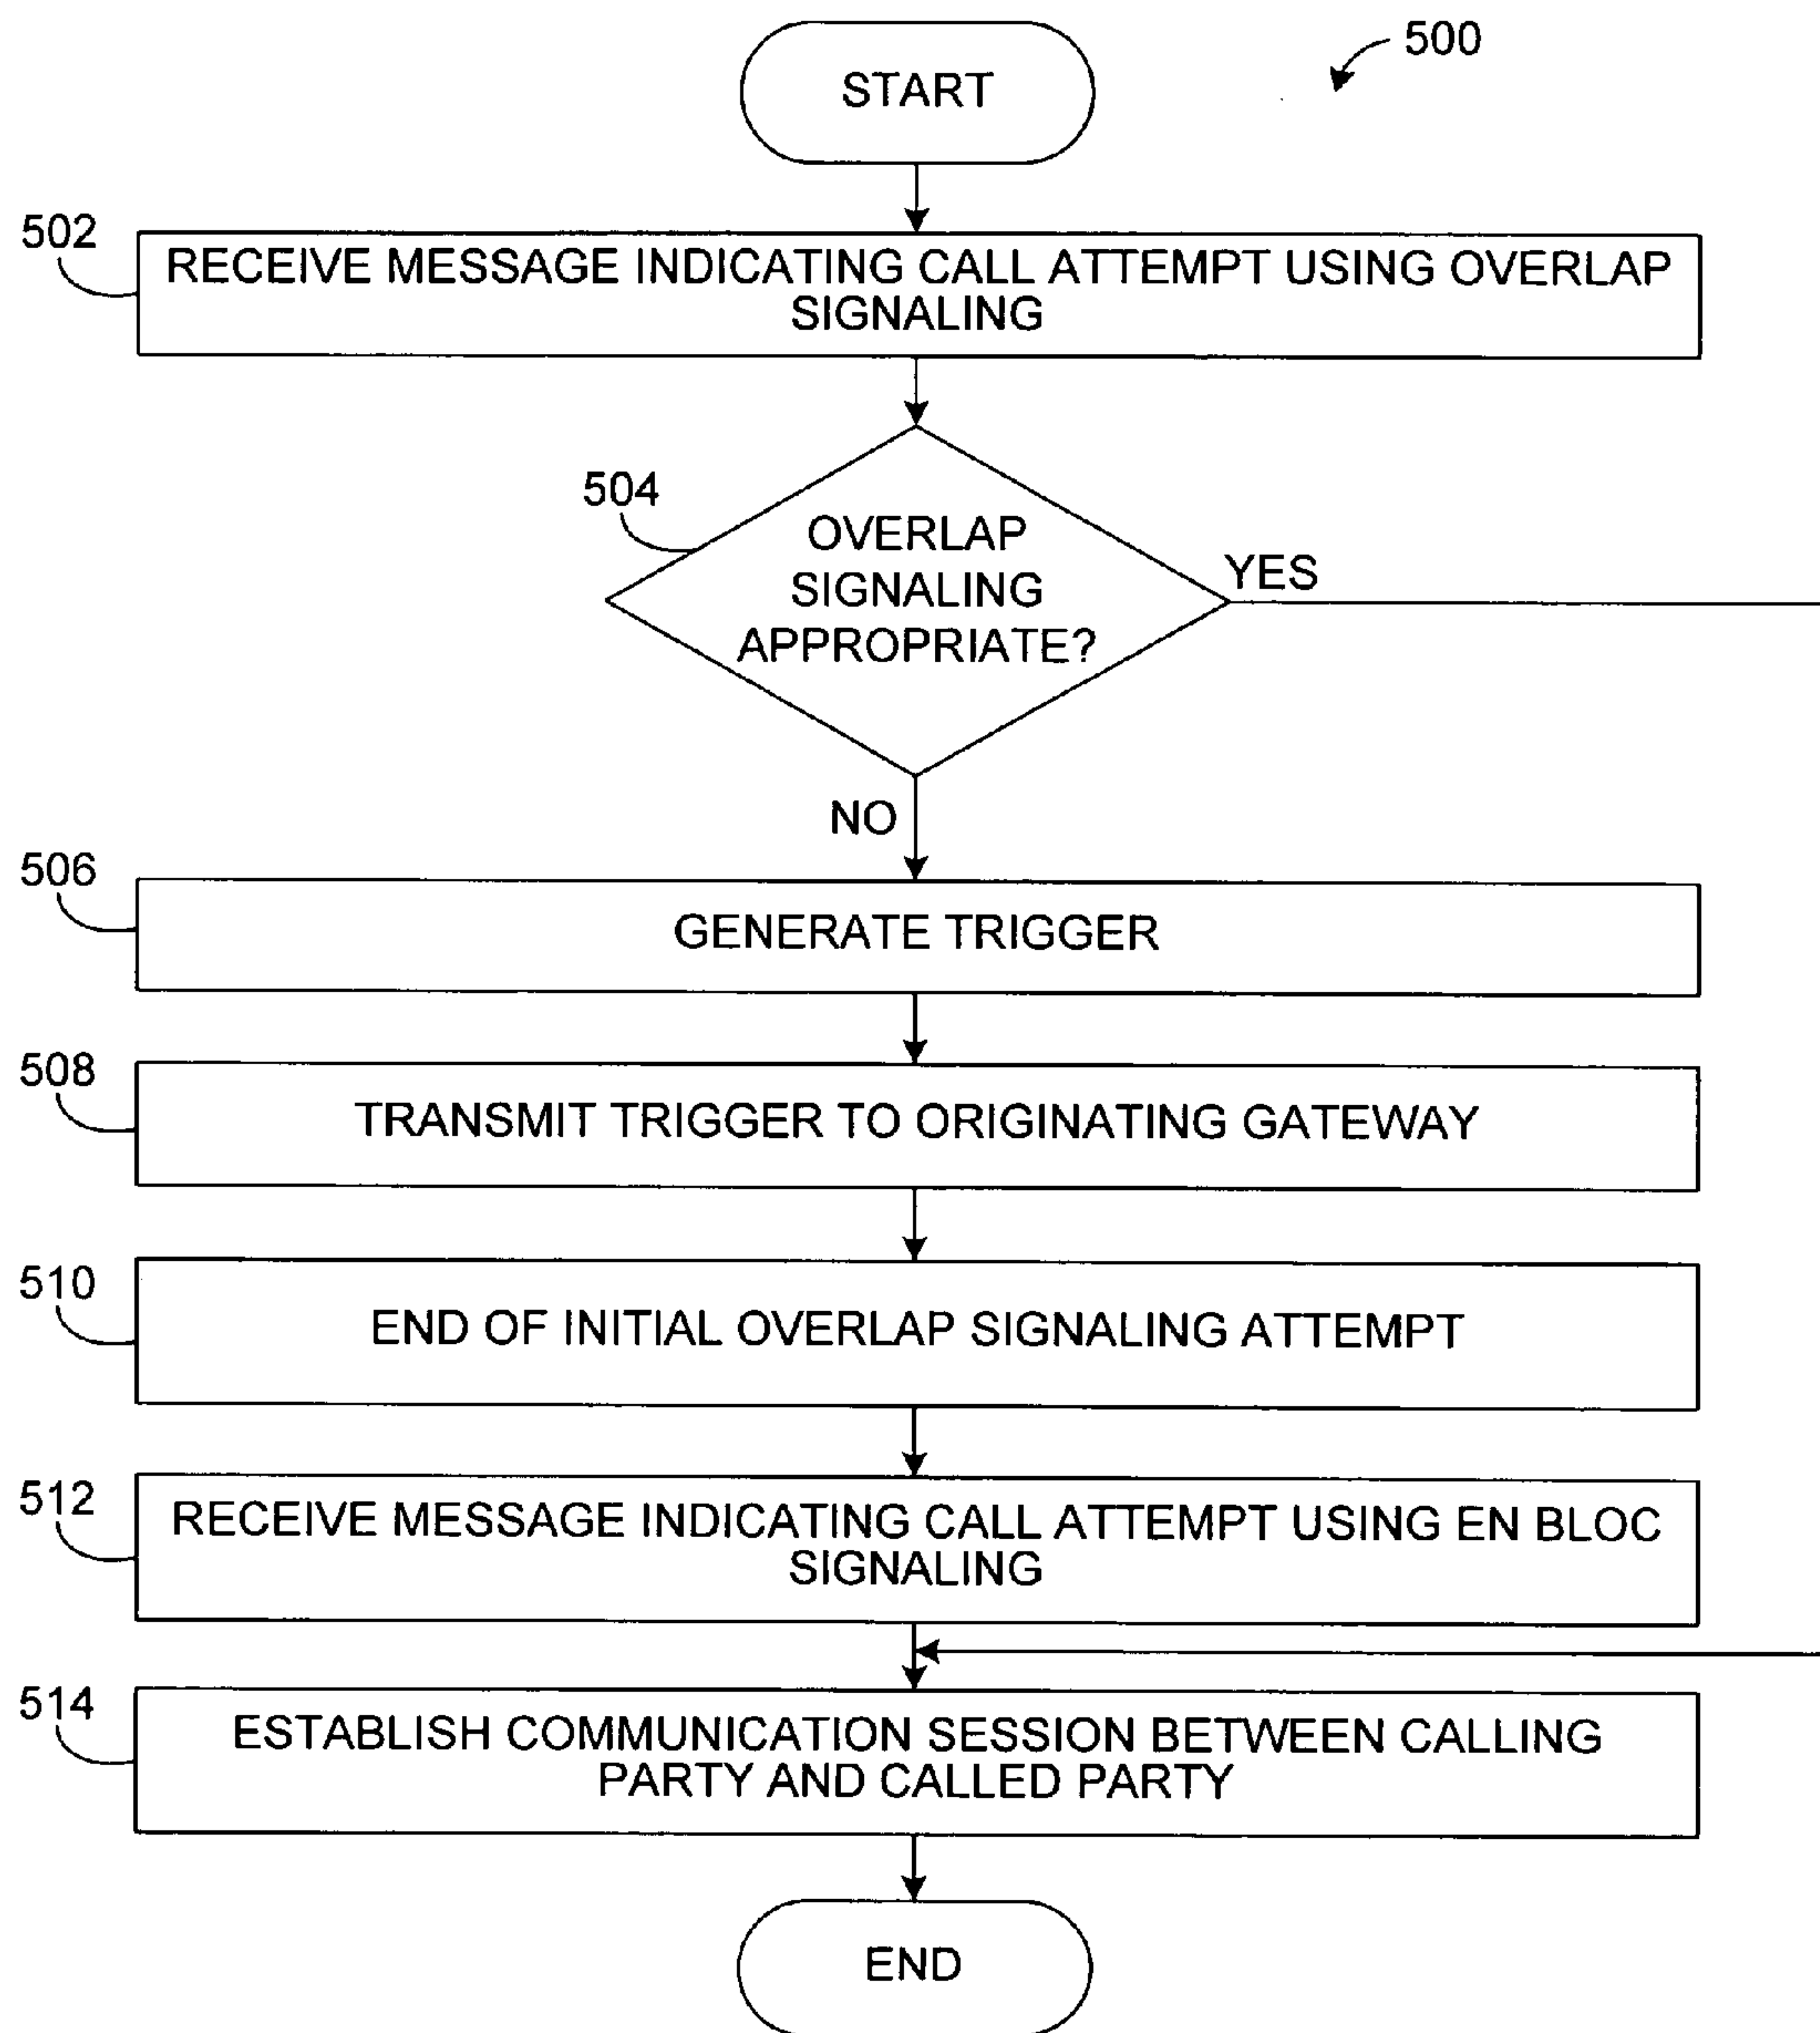 500
START
502
RECEIVE MESSAGE INDICATING CALL ATTEMPT USING OVERLAP
SIGNALING
504
OVERLAP
SIGNALING
APPROPRIATE?
YES
NO
506
GENERATE TRIGGER
508
TRANSMIT TRIGGER TO ORIGINATING GATEWAY
510
END OF INITIAL OVERLAP SIGNALING ATTEMPT
512
RECEIVE MESSAGE INDICATING CALL ATTEMPT USING EN BLOC
SIGNALING
514
ESTABLISH COMMUNICATION SESSION BETWEEN CALLING
PARTY AND CALLED PARTY
END